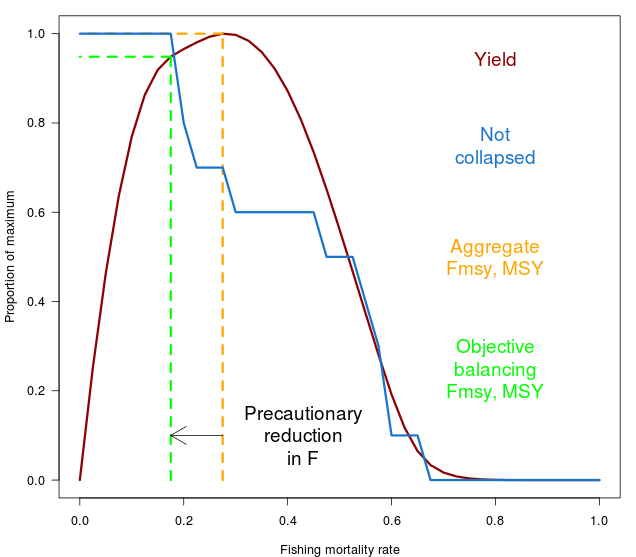 1.0
0.8
0.6
0.4
0.2
0.0
Proportion of maximum
Yield
Not
collapsed
Aggregate
Fmsy, MSY
Objective
balancing
Fmsy, MSY
Precautionary
reduction
in F
0.0 0.2 0.4 0.6 0.8 1.0
Fishing mortality rate